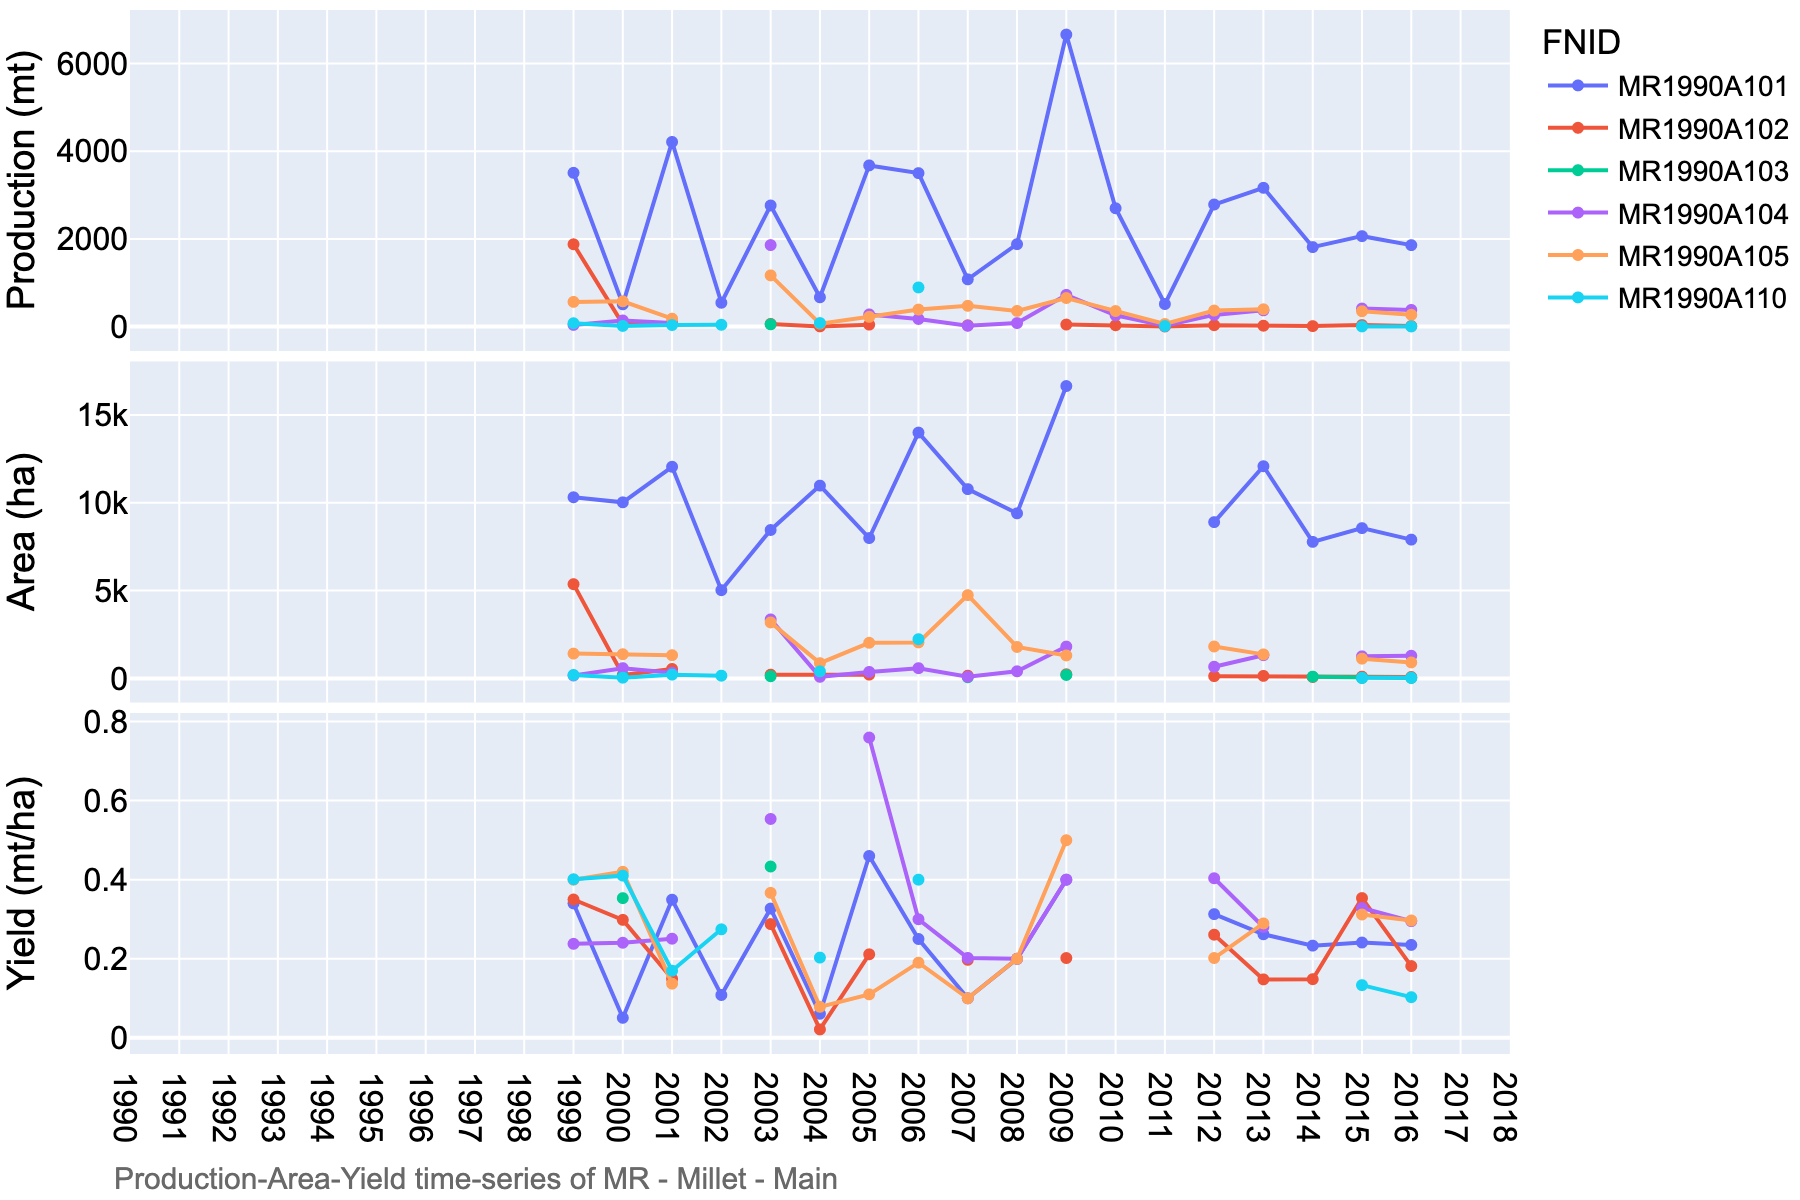 FNID
MR1990A101
MR1990A102
MR1990A103
MR1990A104
MR1990A105
MR1990A110
Production (mt)
6000
4000
2000
0
Area (ha)
15k
10k
5k
0
Yield (mt/ha)
0.8
0.6
0.4
0.2
0
1990
1991
1992
1993
1994
1995
1996
1997
1998
1999
2000
2001
2002
2003
2004
2005
2006
2007
2008
2009
2010
2011
2012
2013
2014
2015
2016
2017
2018
Production-Area-Yield time-series of MR - Millet - Main